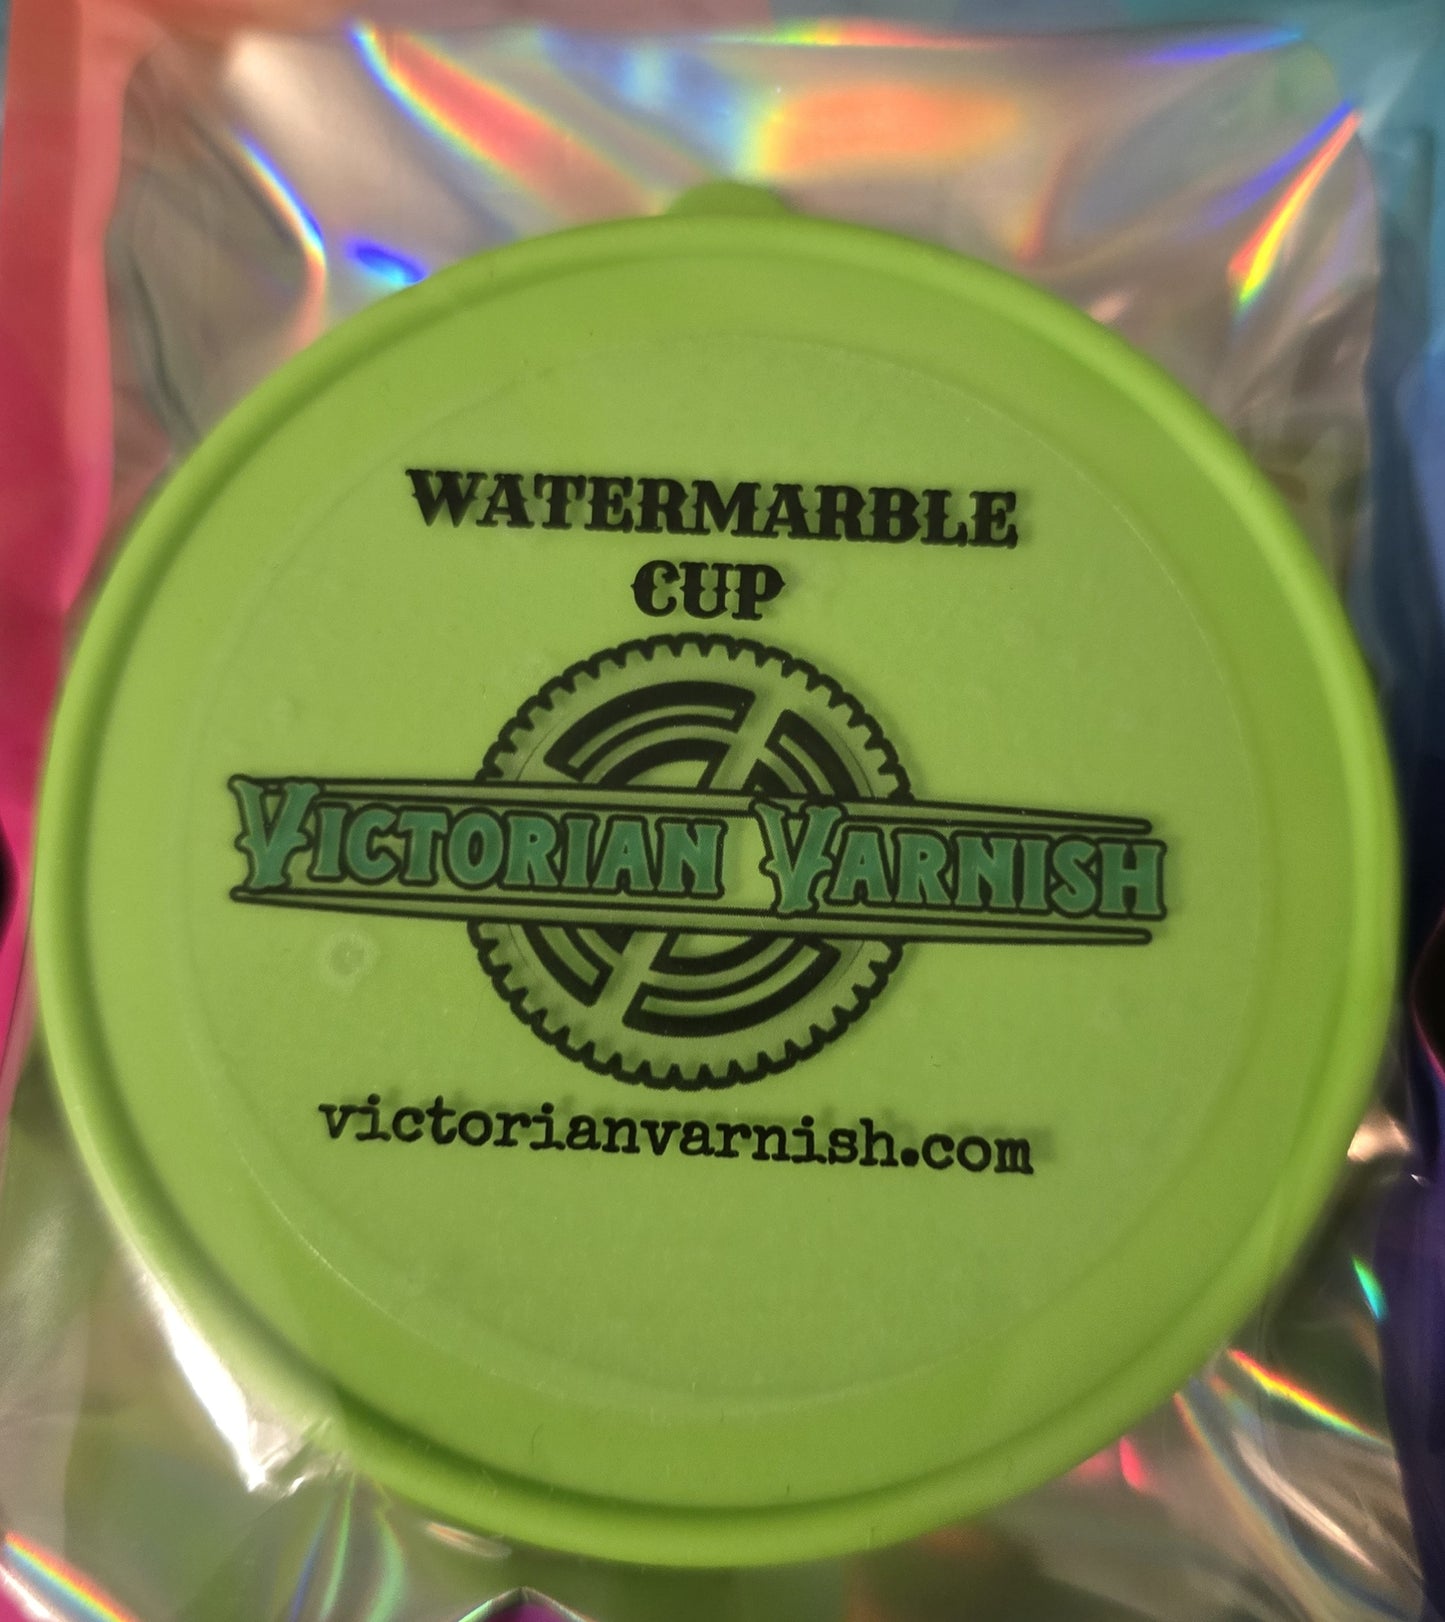 WATERMARBLE
CUP
VICTORIAN VARNISH
victorianvarnish.com